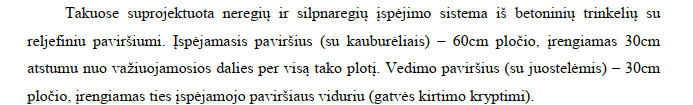 Takuose suprojektuota neregių ir silpnaregių įspėjimo sistema iš betoninių trinkelių su
reljefiniu paviršiumi. Įspėjamasis paviršius (su kauburėliais) – 60cm pločio, įrengiamas 30cm
atstumu nuo važiuojamosios dalies per visą tako plotį. Vedimo paviršius (su juostelėmis) – 30cm
pločio, įrengiamas ties įspėjamojo paviršiaus viduriu (gatvės kirtimo kryptimi).